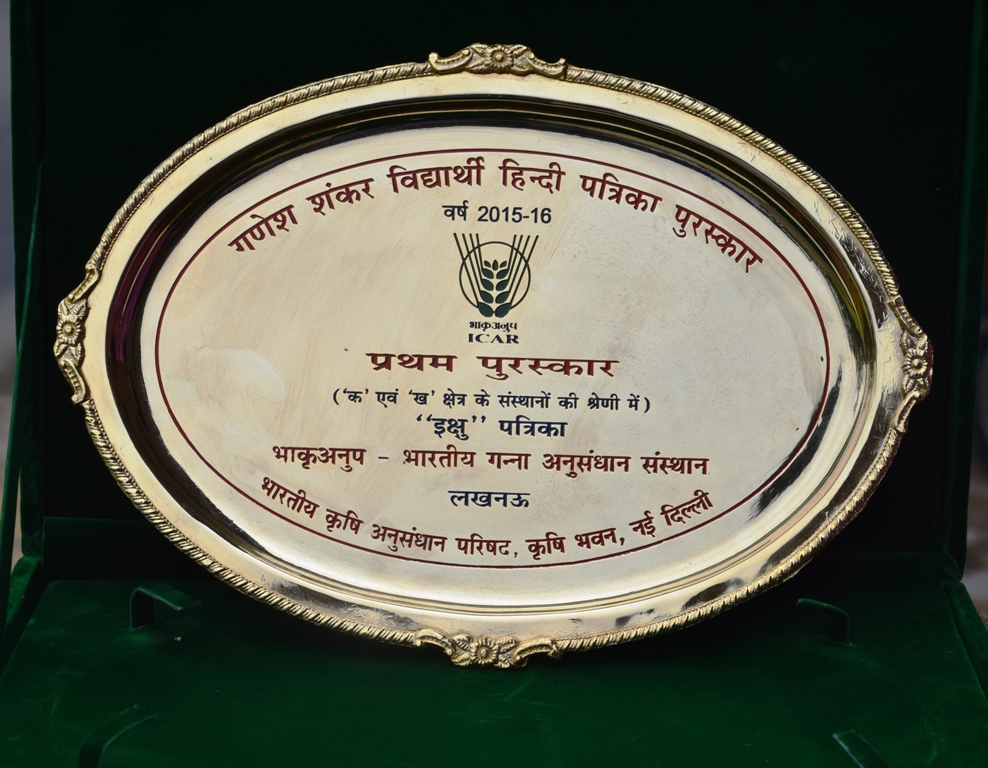 गणेश शंकर विद्यार्थी हिन्दी पत्रिका पुरस्कार
वर्ष 2015-16
भाकृअनुप
ICAR
प्रथम पुरस्कार
('क' एवं 'ख' क्षेत्र के संस्थानों की श्रेणी में)
“इक्षु” पत्रिका
भाकृअनुप - भारतीय गन्ना अनुसंधान संस्थान
लखनऊ
भारतीय कृषि अनुसंधान परिषद, कृषि भवन, नई दिल्ली